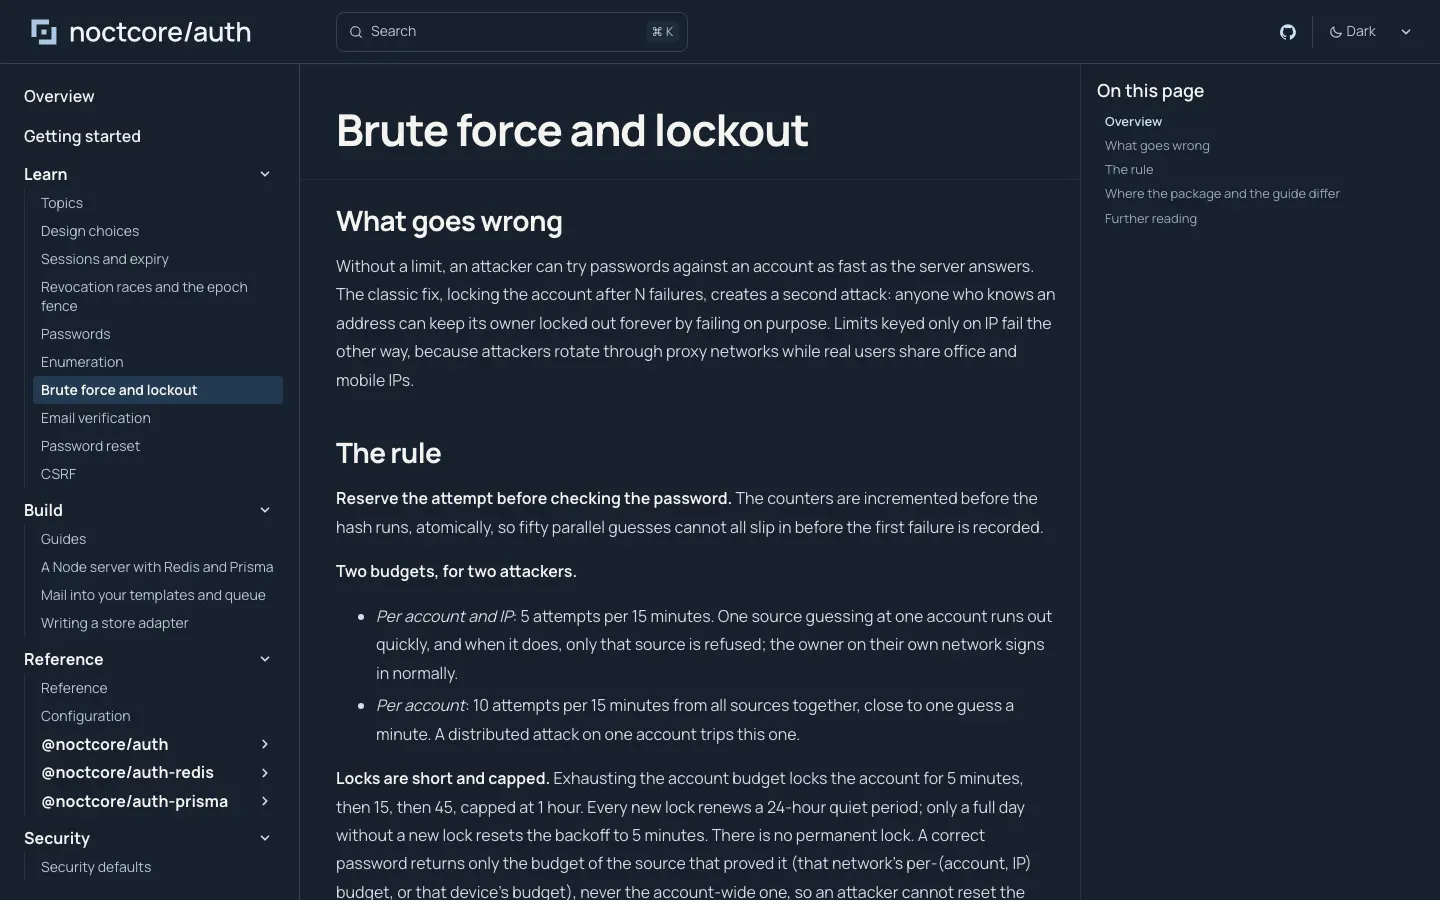 noctcore/auth
Search
⌘ K
Dark
Overview
Getting started
Learn
Topics
Design choices
Sessions and expiry
Revocation races and the epoch
fence
Passwords
Enumeration
Brute force and lockout
Email verification
Password reset
CSRF
Build
Guides
A Node server with Redis and Prisma
Mail into your templates and queue
Writing a store adapter
Reference
Reference
Configuration
@noctcore/auth
@noctcore/auth-redis
@noctcore/auth-prisma
Security
Security defaults
Brute force and lockout
What goes wrong
Without a limit, an attacker can try passwords against an account as fast as the server answers.
The classic fix, locking the account after N failures, creates a second attack: anyone who knows an
address can keep its owner locked out forever by failing on purpose. Limits keyed only on IP fail the
other way, because attackers rotate through proxy networks while real users share office and
mobile IPs.
The rule
Reserve the attempt before checking the password. The counters are incremented before the
hash runs, atomically, so fifty parallel guesses cannot all slip in before the first failure is recorded.
Two budgets, for two attackers.
• Per account and IP: 5 attempts per 15 minutes. One source guessing at one account runs out
quickly, and when it does, only that source is refused; the owner on their own network signs
in normally.
• Per account: 10 attempts per 15 minutes from all sources together, close to one guess a
minute. A distributed attack on one account trips this one.
Locks are short and capped. Exhausting the account budget locks the account for 5 minutes,
then 15, then 45, capped at 1 hour. Every new lock renews a 24-hour quiet period; only a full day
without a new lock resets the backoff to 5 minutes. There is no permanent lock. A correct
password returns only the budget of the source that proved it (that network's per-(account, IP)
budget, or that device's budget), never the account-wide one, so an attacker cannot reset the
On this page
Overview
What goes wrong
The rule
Where the package and the guide differ
Further reading